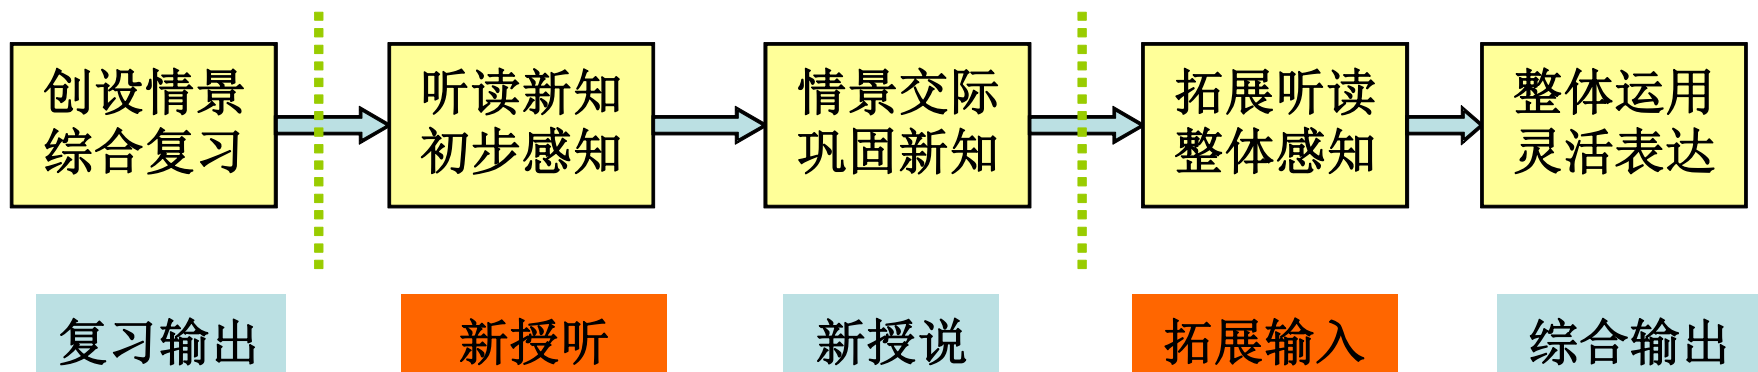 创设情景
综合复习
听读新知
初步感知
情景交际
巩固新知
拓展听读
整体感知
整体运用
灵活表达
复习输出
新授听
新授说
拓展输入
综合输出